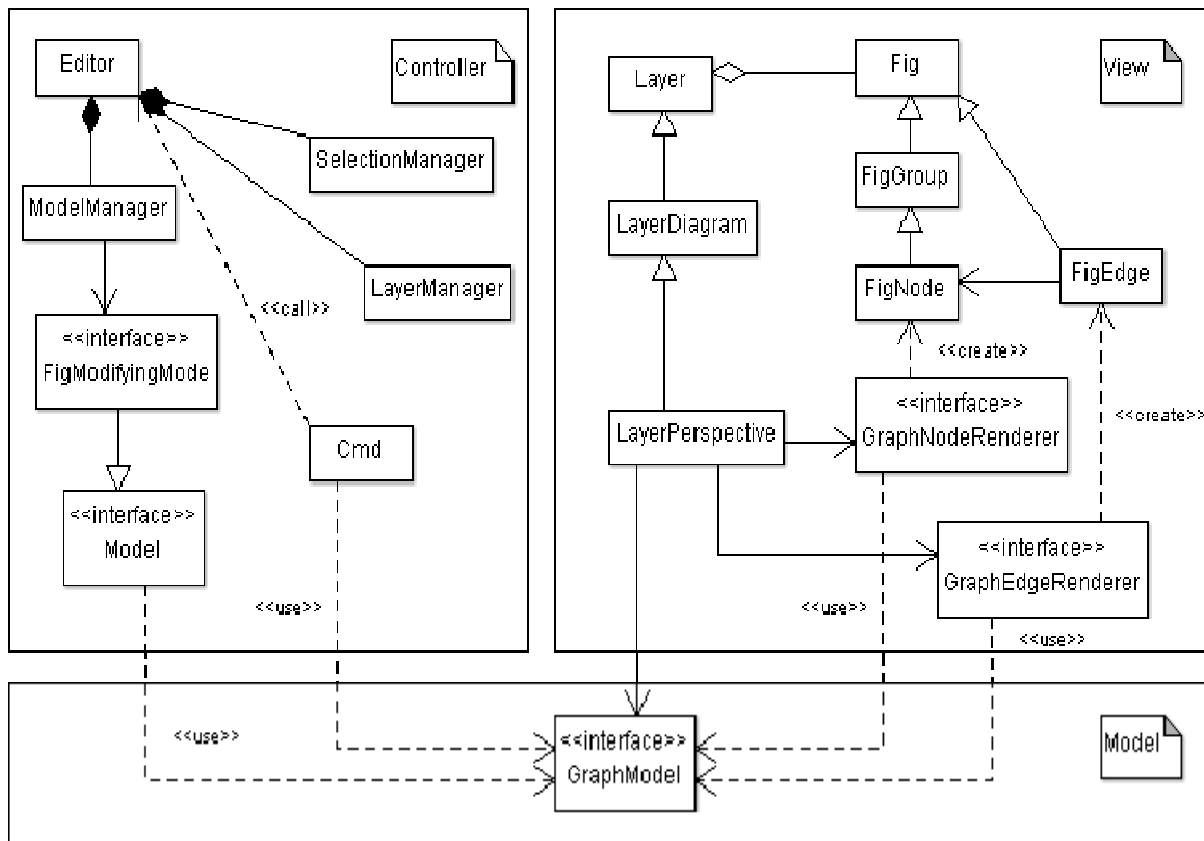 Editor
Controller
SelectionManager
ModelManager
LayerManager
<<call>>
<<interface>>
FigModifyingMode
Cmd
<<interface>>
Model
<<use>>
<<use>>
View
Layer
Fig
FigGroup
LayerDiagram
FigNode
FigEdge
<<create>>
<<create>>
<<interface>>
GraphNodeRenderer
LayerPerspective
<<interface>>
GraphEdgeRenderer
<<use>>
<<use>>
<<interface>>
GraphModel
Model